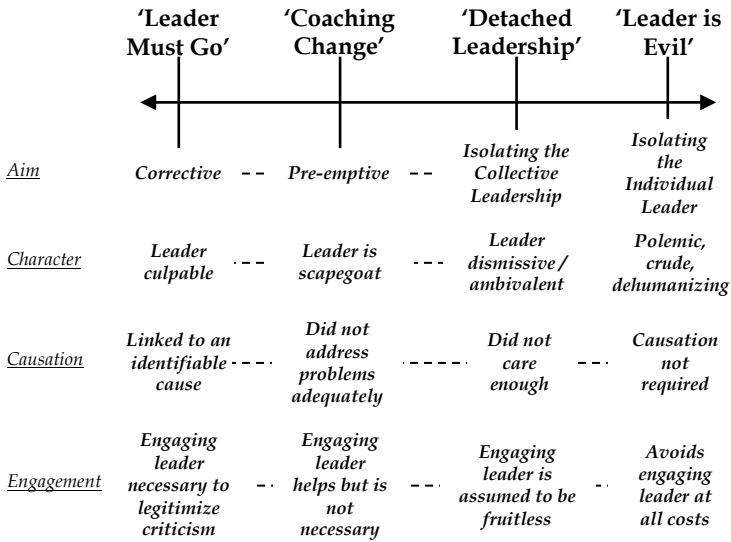 ‘Leader
Must Go’
‘Coaching
Change’
‘Detached
Leadership’
‘Leader is
Evil’
Aim
Corrective
Pre-emptive
Isolating the
Collective
Leadership
Isolating
the
Individual
Leader
Character
Leader
culpable
Leader is
scapegoat
Leader
dismissive /
ambivalent
Polemic,
crude,
dehumanizing
Causation
Linked to an
identifiable
cause
Did not
address
problems
adequately
Did not
care
enough
Causation
not
required
Engagement
Engaging
leader
necessary to
legitimize
criticism
Engaging
leader
helps but is
not
necessary
Engaging
leader is
assumed to be
fruitless
Avoids
engaging
leader at
all costs